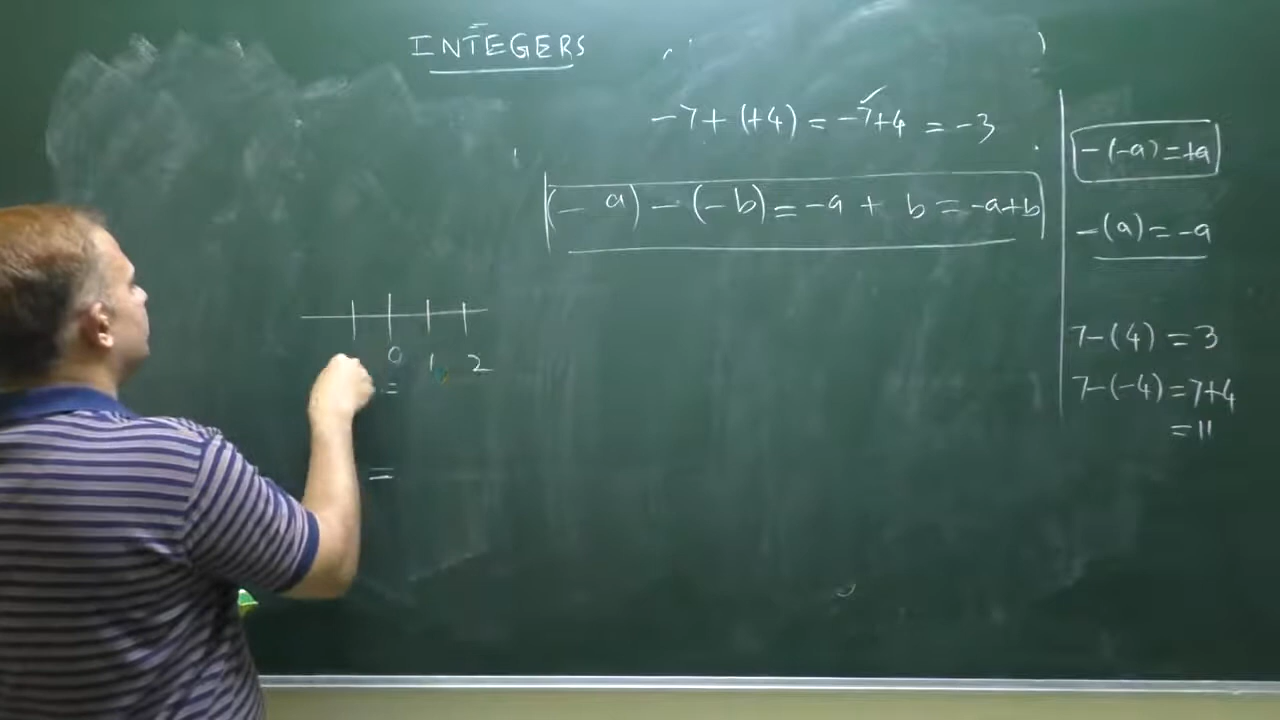 INTEGERS
-7+(+4)=-7+4=-3
(-a)-(-b)=-a+b=-a+b
0 1 2
=
=
-(-a)=+a
-(a)=-a
7-(4)=3
7-(-4)=7+4
=11